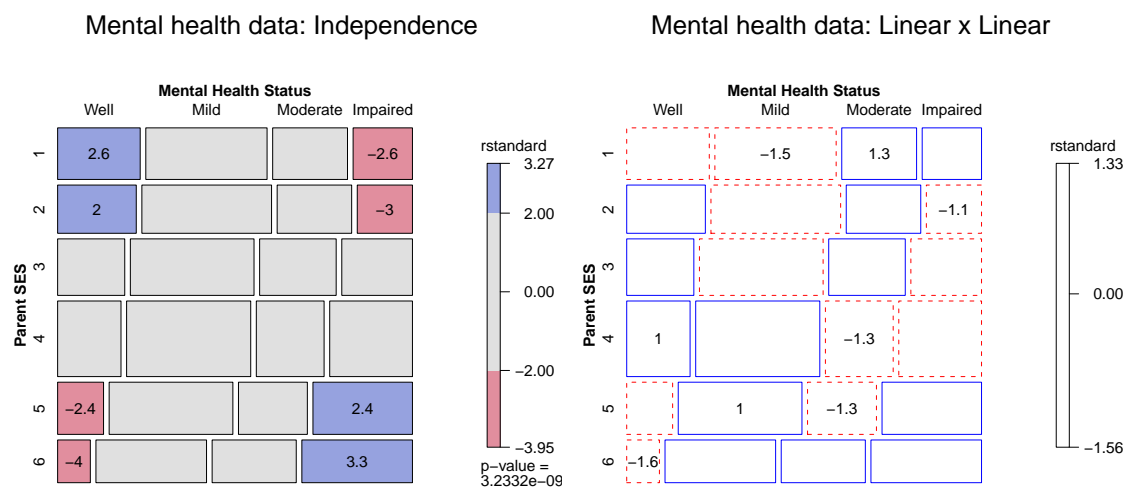 Mental health data: Independence
Mental Health Status
Well Mild Moderate Impaired
Parent SES
1 2.6 −2.6
2 2 −3
3
4
5 −2.4 2.4
6 −4 3.3
rstandard
3.27
2.00
0.00
−2.00
−3.95
p−value =
3.2332e−09
Mental health data: Linear x Linear
Mental Health Status
Well Mild Moderate Impaired
Parent SES
1 −1.5 1.3
2 −1.1
3
4 1 −1.3
5 1 −1.3
6 −1.6
rstandard
1.33
0.00
−1.56